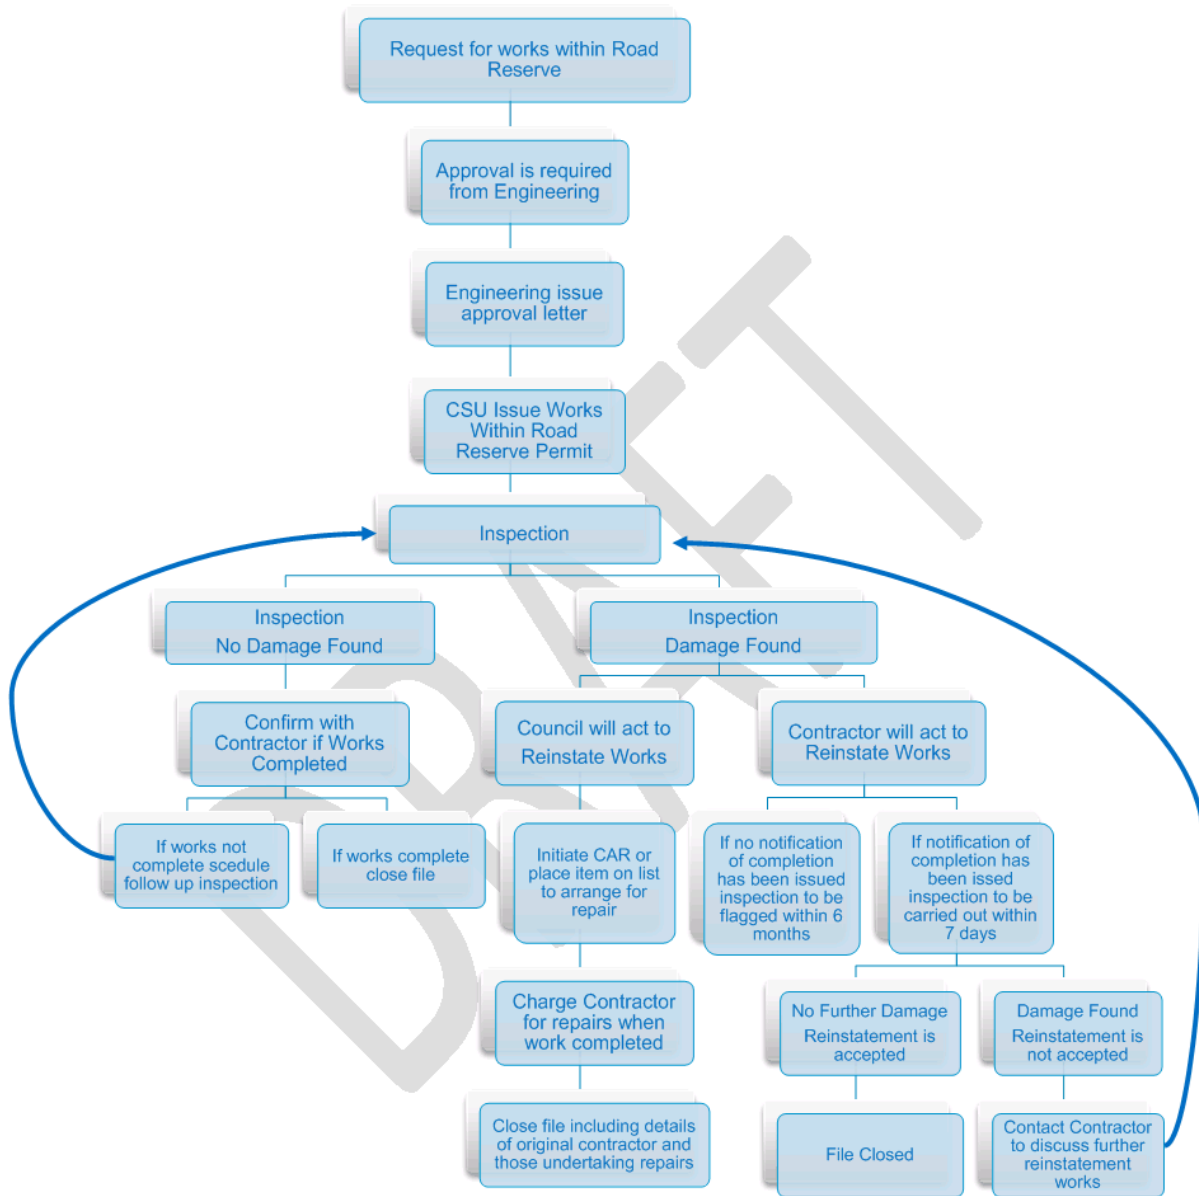 Request for works within Road
Reserve
Approval is required
from Engineering
Engineering issue
approval letter
CSU Issue Works
Within Road
Reserve Permit
Inspection
Inspection
No Damage Found
Inspection
Damage Found
Confirm with
Contractor if Works
Completed
Council will act to
Reinstate Works
Contractor will act to
Reinstate Works
If works not
complete scedule
follow up inspection
If works complete
close file
Initiate CAR or
place item on list
to arrange for
repair
If no notification
of completion
has been issued
inspection to be
flagged within 6
months
If notification of
completion has
been issed
inspection to be
carried out within
7 days
Charge Contractor
for repairs when
work completed
No Further Damage
Reinstatement is
accepted
Damage Found
Reinstatement is
not accepted
Close file including details
of original contractor and
those undertaking repairs
File Closed
Contact Contractor
to discuss further
reinstatement
works
DRAFT